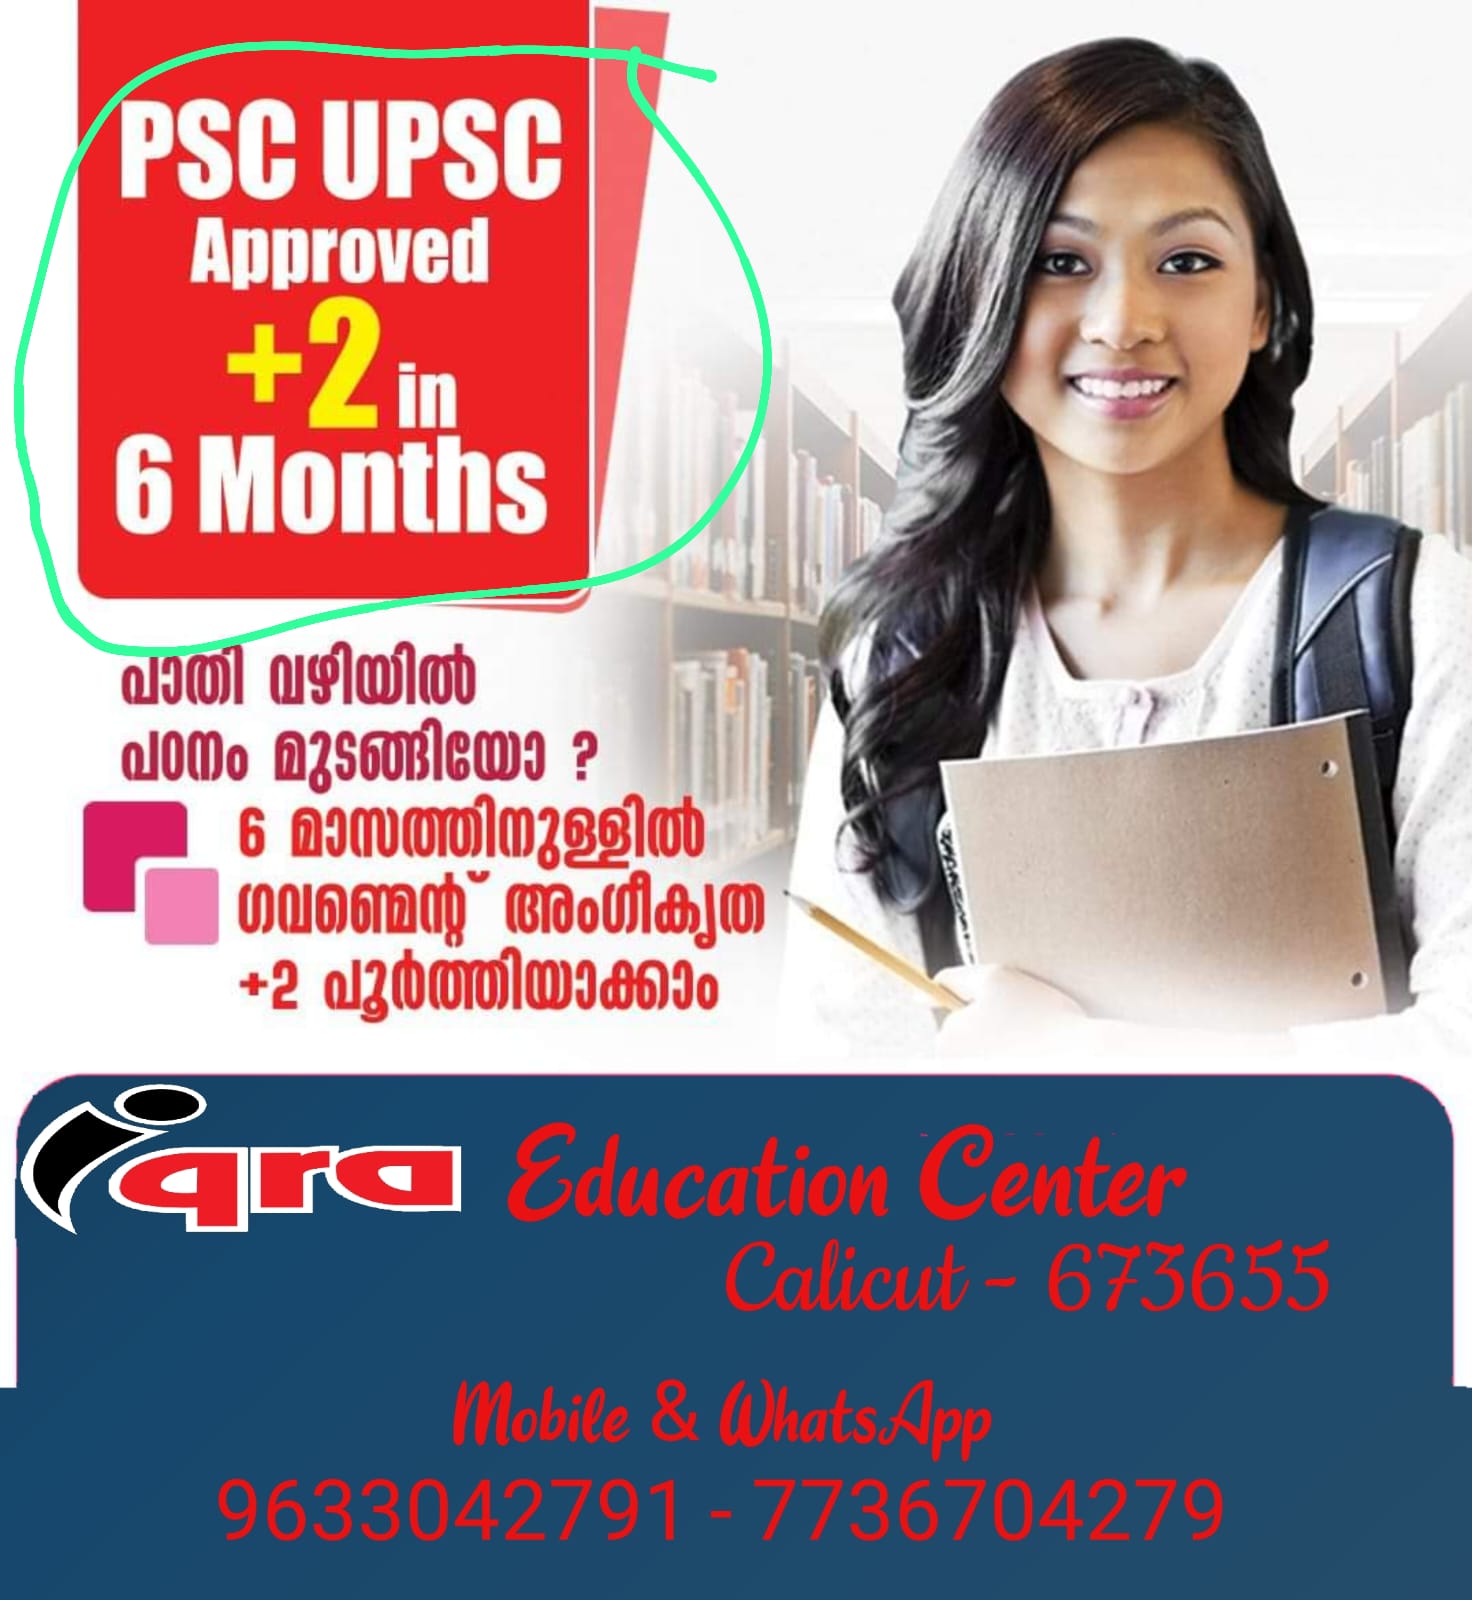 PSC UPSC
Approved
+2 in
6 Months
പാതി വഴിയിൽ
പഠനം മുടങ്ങിയോ ?
6 മാസത്തിനുള്ളിൽ
ഗവണ്മെന്റ് അംഗീകൃത
+2 പൂർത്തിയാക്കാം
iqra Education Center
Calicut - 673655
Mobile & WhatsApp
9633042791 - 7736704279